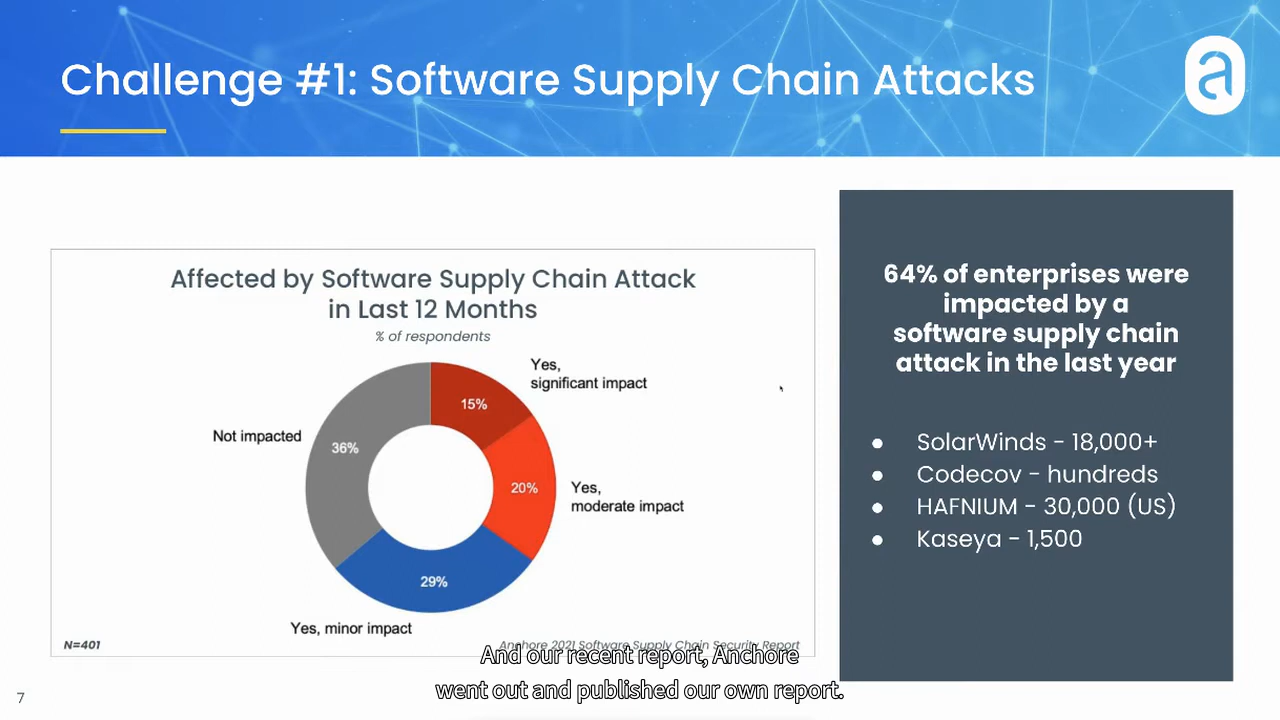 Challenge #1: Software Supply Chain Attacks
a
Affected by Software Supply Chain Attack
in Last 12 Months
% of respondents
Yes,
significant impact
15%
Not impacted
36%
20%
Yes,
moderate impact
29%
Yes, minor impact
N=401
Anchore 2021 Software Supply Chain Security Report
64% of enterprises were
impacted by a
software supply chain
attack in the last year
● SolarWinds - 18,000+
● Codecov - hundreds
● HAFNIUM - 30,000 (US)
● Kaseya - 1,500
And our recent report, Anchore
went out and published our own report.
7